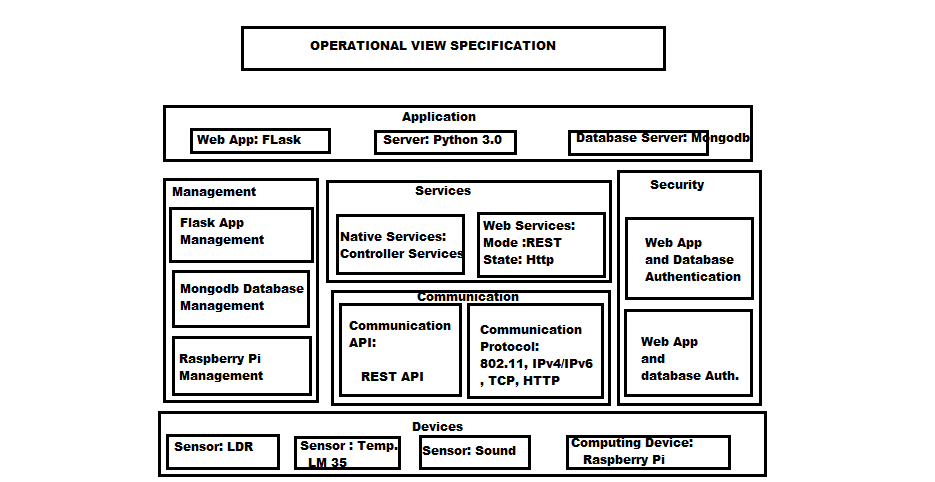 OPERATIONAL VIEW SPECIFICATION
Application
Web App: FLask
Server: Python 3.0
Database Server: Mongodb
Management
Flask App
Management
Mongodb Database
Management
Raspberry Pi
Management
Services
Native Services:
Controller Services
Web Services:
Mode :REST
State: Http
Communication
Communication
API:
REST API
Communication
Protocol:
802.11, IPv4/IPv6
, TCP, HTTP
Security
Web App
and Database
Authentication
Web App
and
database Auth.
Devices
Sensor: LDR
Sensor : Temp.
LM 35
Sensor: Sound
Computing Device:
Raspberry Pi